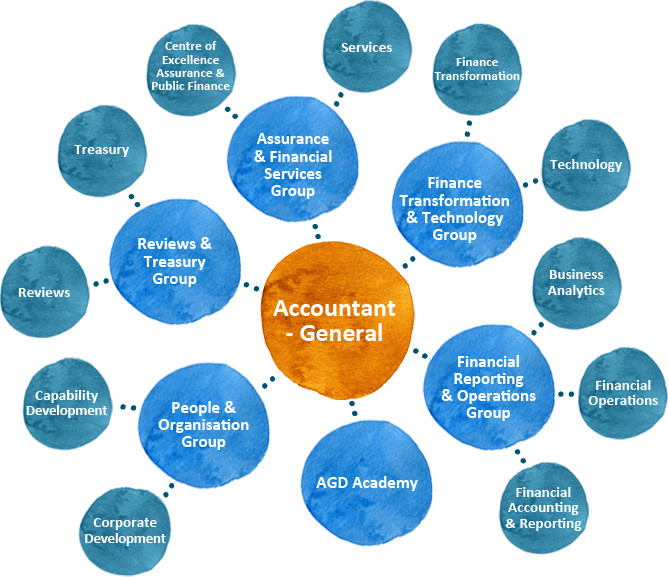 Centre of
Excellence
Assurance &
Public Finance
Services
Finance
Transformation
Treasury
Assurance
& Financial
Services
Group
Finance
Transformation
& Technology
Group
Technology
Reviews &
Treasury
Group
Reviews
Accountant
- General
Business
Analytics
Capability
Development
People &
Organisation
Group
Financial
Reporting
& Operations
Group
Financial
Operations
Corporate
Development
AGD Academy
Financial
Accounting
& Reporting